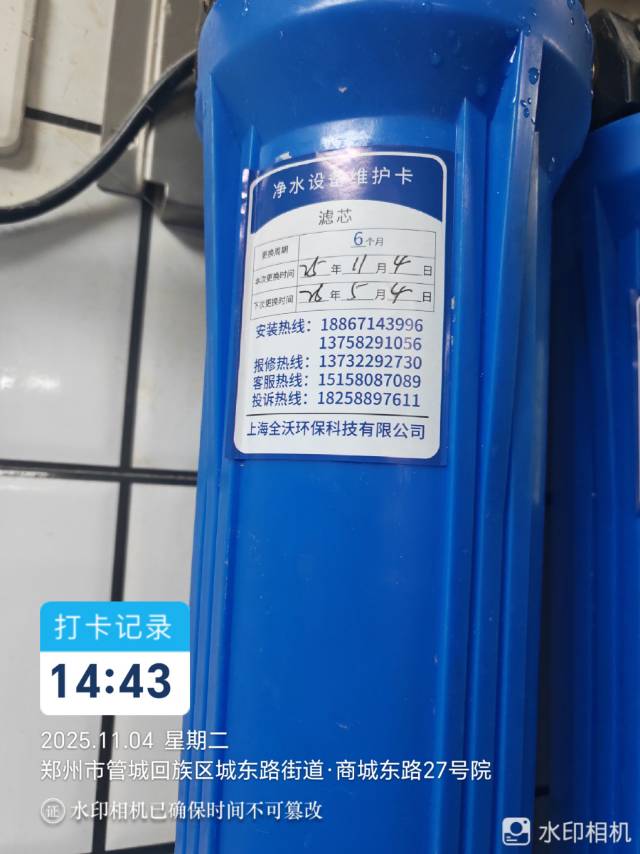 净水设备维护卡
滤芯
更换周期 6个月
本次更换时间 25年11月4日
下次更换时间 26年5月4日
安装热线：18867143996
13758291056
报修热线：13732292730
客服热线：15158087089
投诉热线：18258897611
上海全沃环保科技有限公司
打卡记录
14:43
2025.11.04 星期二
郑州市管城回族区城东路街道·商城东路27号院
证 水印相机已确保时间不可篡改
水印相机